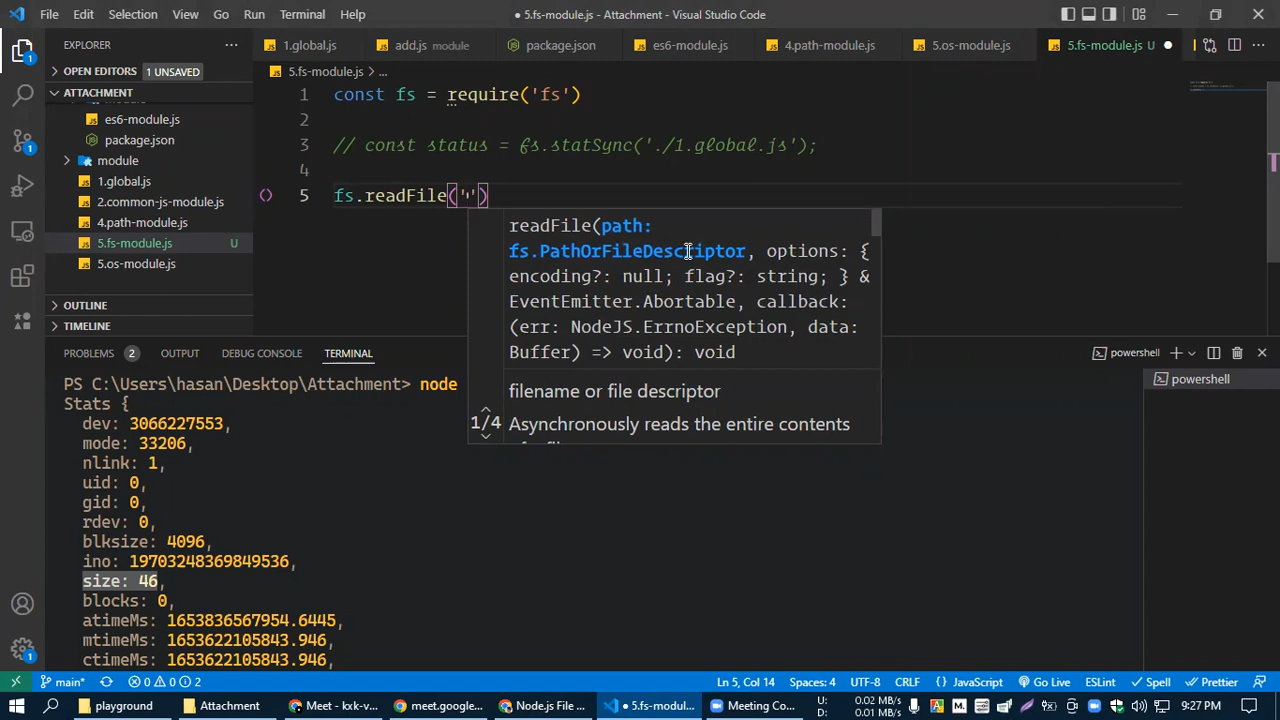 File Edit Selection View Go Run Terminal Help
● 5.fs-module.js - Attachment - Visual Studio Code
EXPLORER
1.global.js add.js module package.json es6-module.js 4.path-module.js 5.os-module.js 5.fs-module.js U
OPEN EDITORS 1 UNSAVED
5.fs-module.js > ...
ATTACHMENT
es6-module.js
package.json
module
1.global.js
2.common-js-module.js
4.path-module.js
5.fs-module.js U
5.os-module.js
OUTLINE
TIMELINE
1 const fs = require('fs')
2
3 // const status = fs.statSync('./1.global.js');
4
5 fs.readFile('')
readFile(path:
fs.PathOrFileDescriptor, options: {
encoding?: null; flag?: string; } &
EventEmitter.Abortable, callback:
(err: NodeJS.ErrnoException, data:
Buffer) => void): void
filename or file descriptor
1/4
Asynchronously reads the entire contents
PROBLEMS 2 OUTPUT DEBUG CONSOLE TERMINAL
powershell
powershell
PS C:\Users\hasan\Desktop\Attachment> node
Stats {
dev: 3066227553,
mode: 33206,
nlink: 1,
uid: 0,
gid: 0,
rdev: 0,
blksize: 4096,
ino: 19703248369849536,
size: 46,
blocks: 0,
atimeMs: 1653836567954.6445,
mtimeMs: 1653622105843.946,
ctimeMs: 1653622105843.946,
main* 0 0 2
Ln 5, Col 14 Spaces: 4 UTF-8 CRLF JavaScript Go Live ESLint Spell Prettier
playground Attachment Meet - kxk-v... meet.google... Node.js File ... ● 5.fs-modul... Meeting Co...
U: 0.02 MB/s
D: 0.01 MB/s
9:27 PM